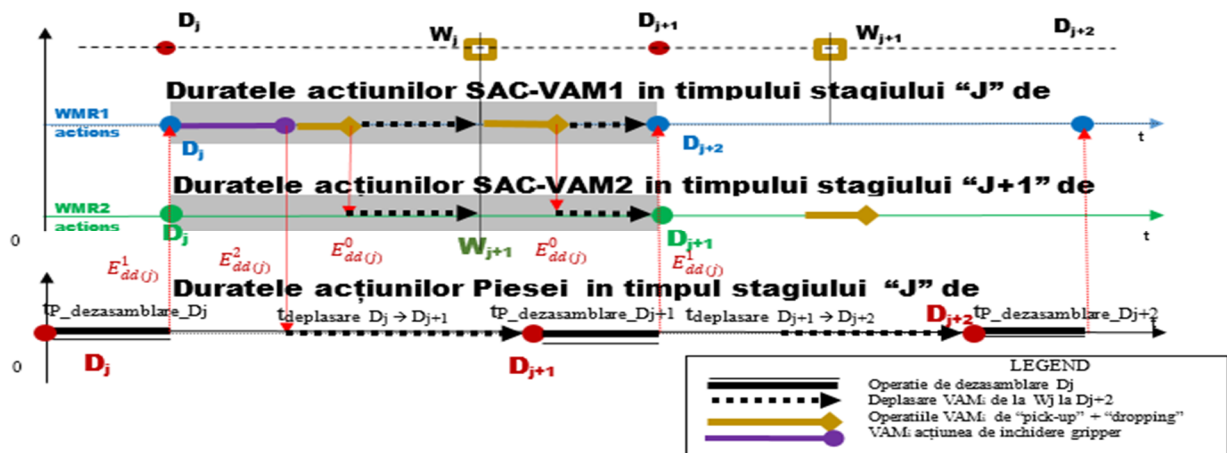 Dj
Wj
Dj+1
Wj+1
Dj+2
Duratele acțiunilor SAC-VAM1 in timpului stagiului “J” de
WMR1
actions
Dj
Dj+2
t
Duratele acțiunilor SAC-VAM2 in timpului stagiului “J+1” de
WMR2
actions
0
Dj
Wj+1
Dj+1
t
E¹dd(j)
E²dd(j)
E⁰dd(j)
E⁰dd(j)
E¹dd(j)
Duratele acțiunilor Piesei in timpul stagiului “J” de
tP_dezasamblare_Dj
tdeplasare Dj → Dj+1
tP_dezasamblare_Dj+1
tdeplasare Dj+1 → Dj+2
Dj+2
tP_dezasamblare_Dj+2
t
0
Dj
Dj+1
LEGEND
Operatie de dezasamblare Dj
Deplasare VAMi de la Wj la Dj+2
Operatiile VAMi de “pick-up” + “dropping”
VAMi acțiunea de inchidere gripper